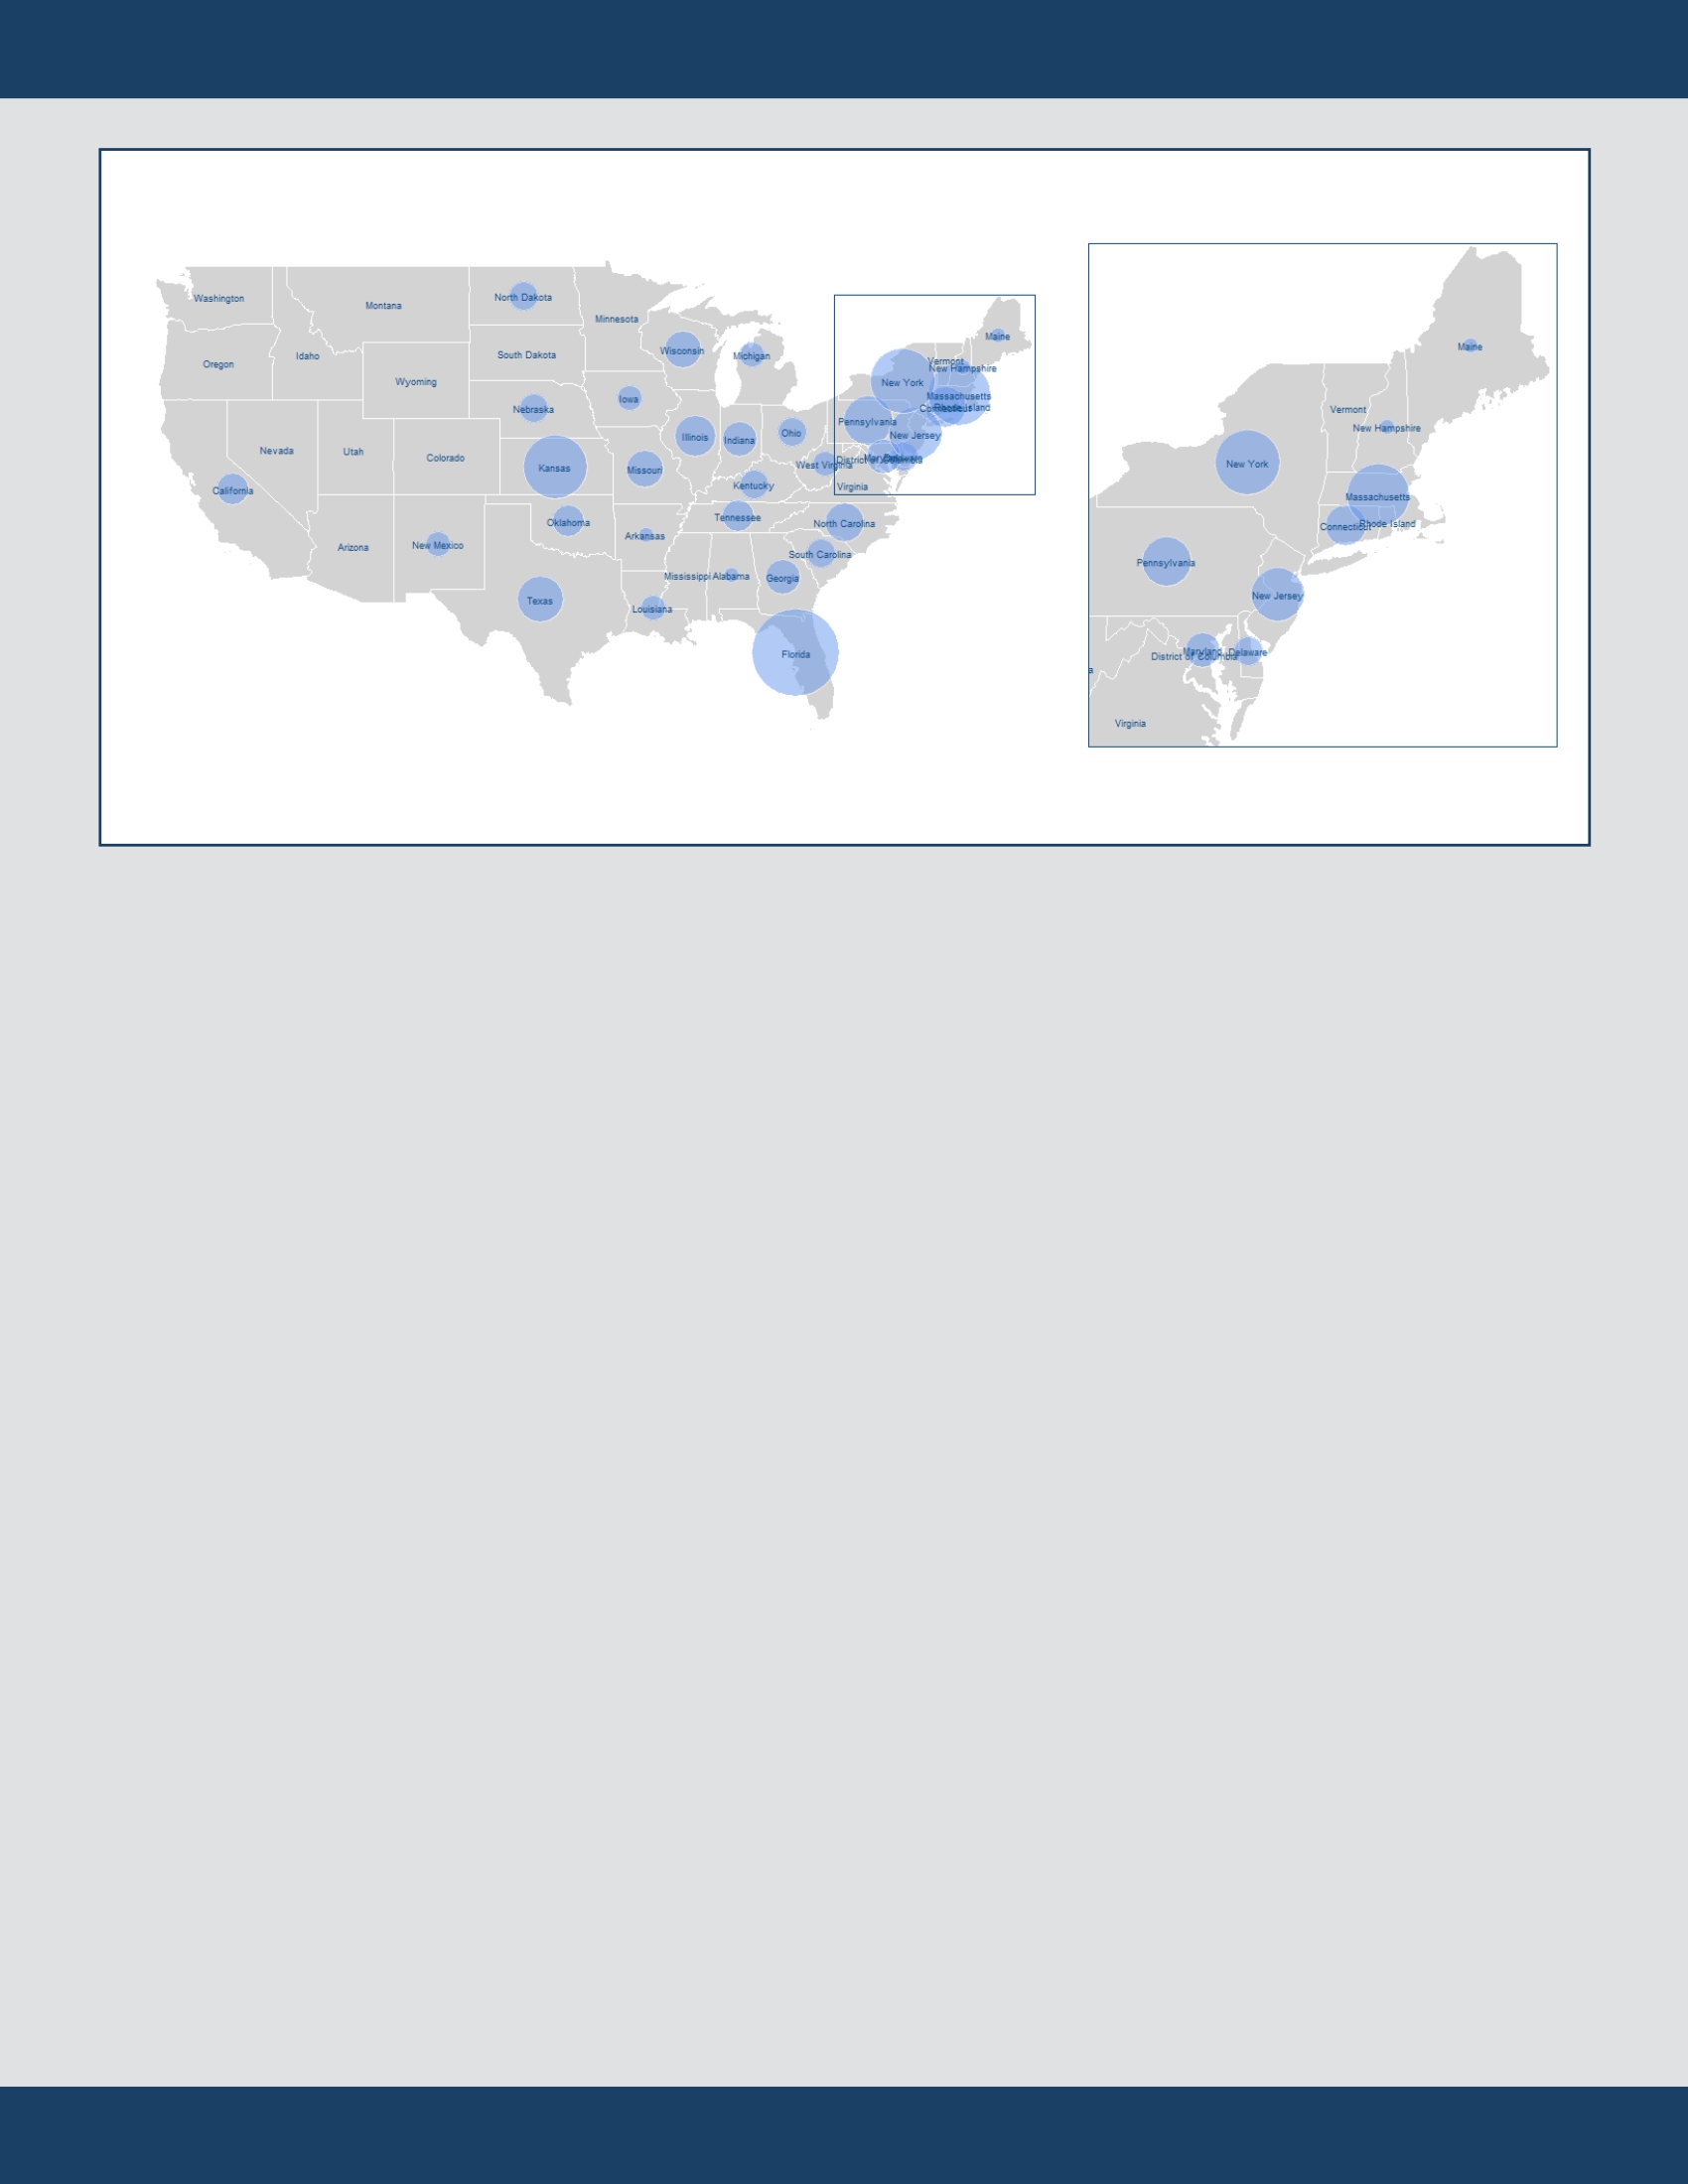 Washington
Montana
North Dakota
Minnesota
Oregon
Idaho
Wyoming
South Dakota
Wisconsin
Michigan
Maine
Vermont
New Hampshire
New York
Massachusetts
Connecticut
Rhode Island
Nebraska
Iowa
Pennsylvania
New Jersey
Nevada
Utah
Colorado
Kansas
Missouri
Illinois
Indiana
Ohio
West Virginia
District of Columbia
Maryland
Delaware
Virginia
California
Kentucky
Arizona
New Mexico
Oklahoma
Arkansas
Tennessee
North Carolina
South Carolina
Mississippi
Alabama
Georgia
Texas
Louisiana
Florida
Maine
Vermont
New Hampshire
New York
Massachusetts
Connecticut
Rhode Island
Pennsylvania
New Jersey
Maryland
District of Columbia
Delaware
a
Virginia